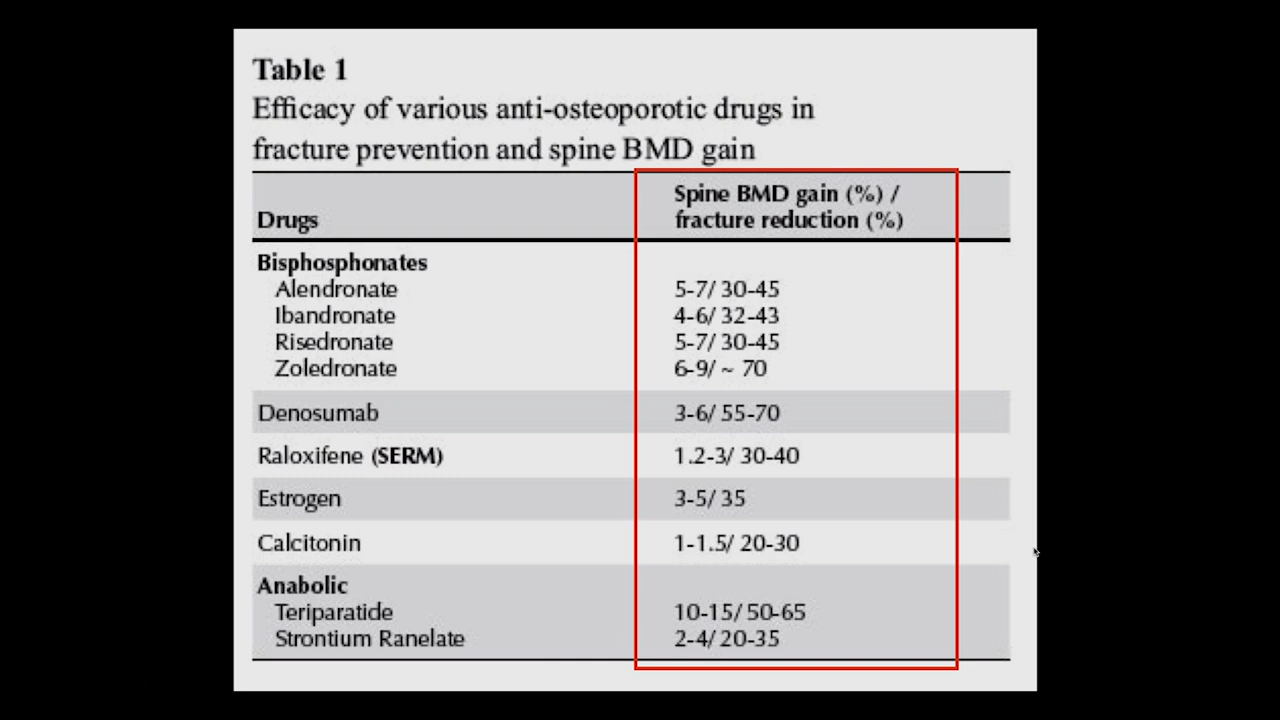 Table 1
Efficacy of various anti-osteoporotic drugs in
fracture prevention and spine BMD gain
Spine BMD gain (%) /
Drugs fracture reduction (%)
Bisphosphonates
Alendronate 5-7/ 30-45
Ibandronate 4-6/ 32-43
Risedronate 5-7/ 30-45
Zoledronate 6-9/ ~ 70
Denosumab 3-6/ 55-70
Raloxifene (SERM) 1.2-3/ 30-40
Estrogen 3-5/ 35
Calcitonin 1-1.5/ 20-30
Anabolic
Teriparatide 10-15/ 50-65
Strontium Ranelate 2-4/ 20-35